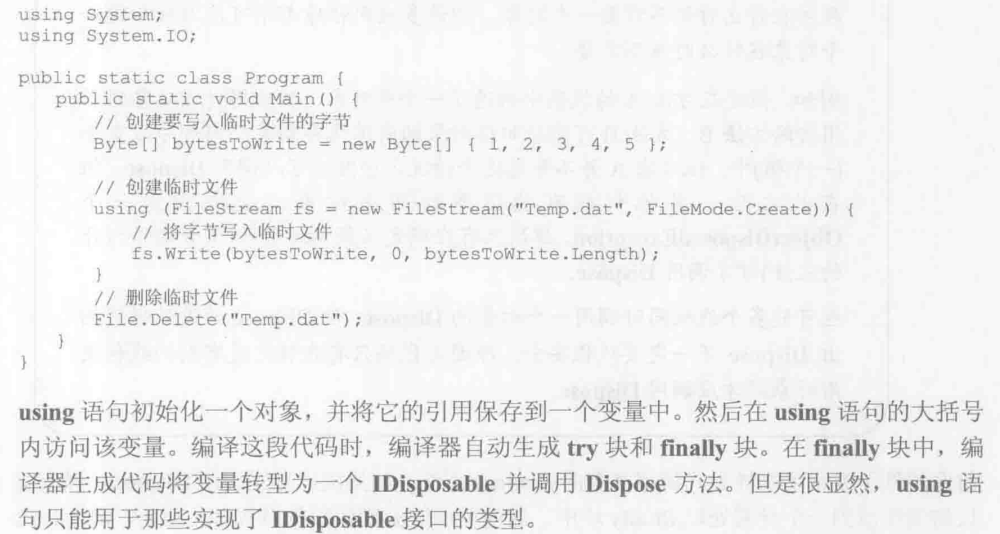 using System;
using System.IO;
public static class Program {
public static void Main() {
// 创建要写入临时文件的字节
Byte[] bytesToWrite = new Byte[] { 1, 2, 3, 4, 5 };
// 创建临时文件
using (FileStream fs = new FileStream("Temp.dat", FileMode.Create)) {
// 将字节写入临时文件
fs.Write(bytesToWrite, 0, bytesToWrite.Length);
}
// 删除临时文件
File.Delete("Temp.dat");
}
}
using 语句初始化一个对象，并将它的引用保存到一个变量中。然后在 using 语句的大括号
内访问该变量。编译这段代码时，编译器自动生成 try 块和 finally 块。在 finally 块中，编
译器生成代码将变量转型为一个 IDisposable 并调用 Dispose 方法。但是很显然，using 语
句只能用于那些实现了 IDisposable 接口的类型。